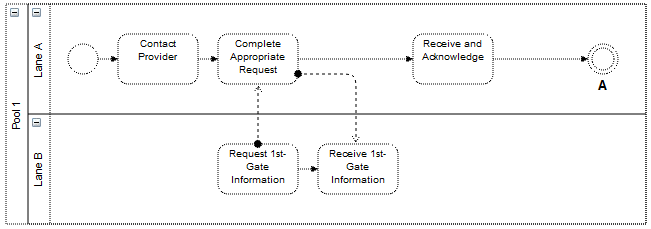 Pool 1
Lane A
Contact
Provider
Complete
Appropriate
Request
Receive and
Acknowledge
A
Lane B
Request 1st-
Gate
Information
Receive 1st-
Gate
Information